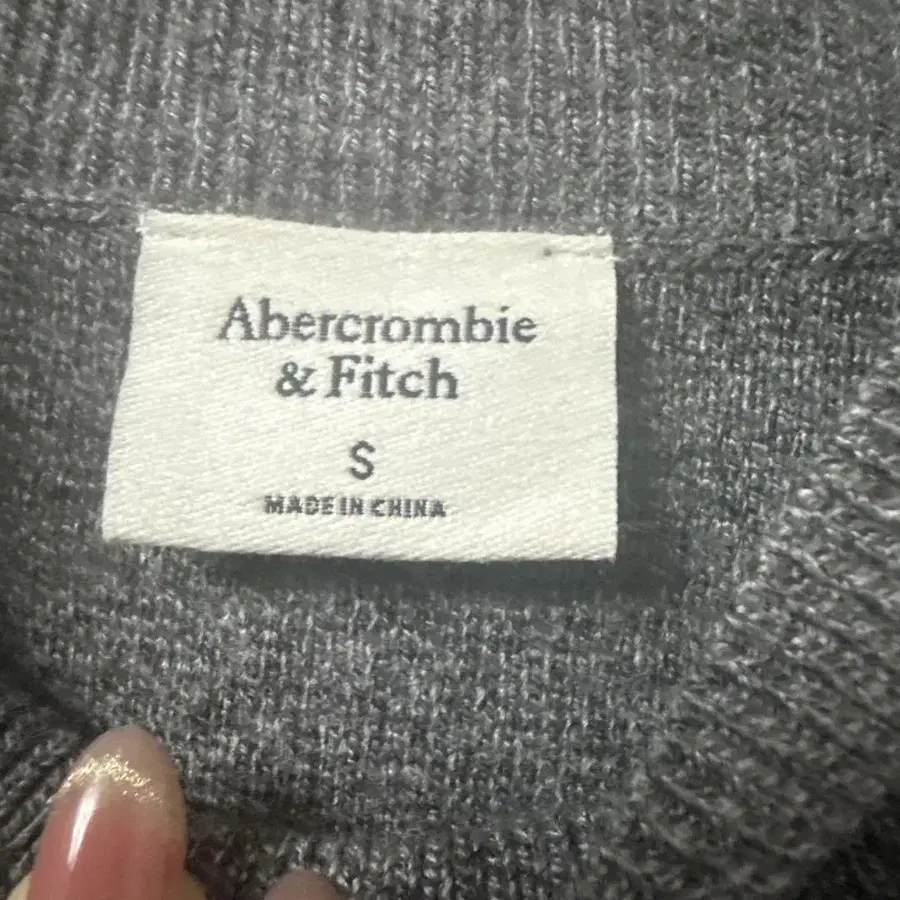 Abercrombie
& Fitch
S
MADE IN CHINA